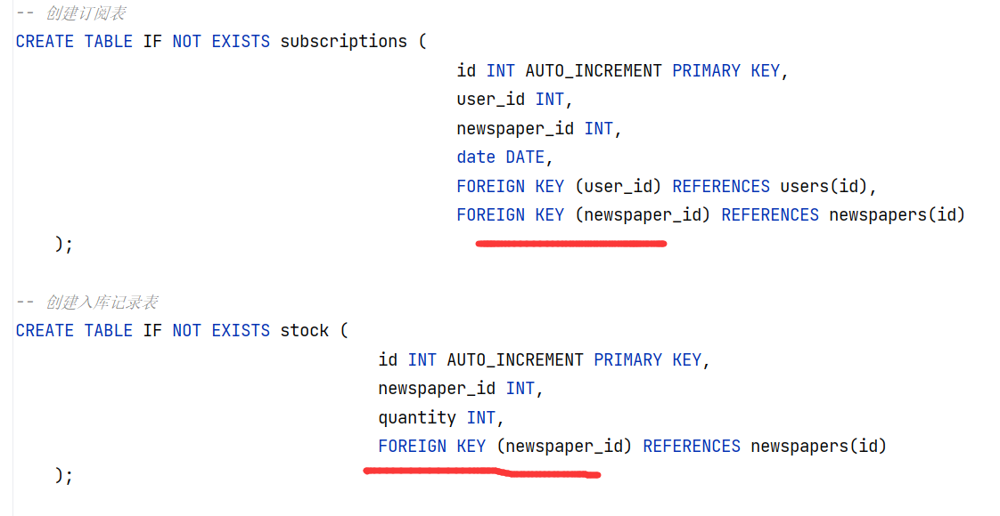 -- 创建订阅表
CREATE TABLE IF NOT EXISTS subscriptions (
id INT AUTO_INCREMENT PRIMARY KEY,
user_id INT,
newspaper_id INT,
date DATE,
FOREIGN KEY (user_id) REFERENCES users(id),
FOREIGN KEY (newspaper_id) REFERENCES newspapers(id)
);
-- 创建入库记录表
CREATE TABLE IF NOT EXISTS stock (
id INT AUTO_INCREMENT PRIMARY KEY,
newspaper_id INT,
quantity INT,
FOREIGN KEY (newspaper_id) REFERENCES newspapers(id)
);